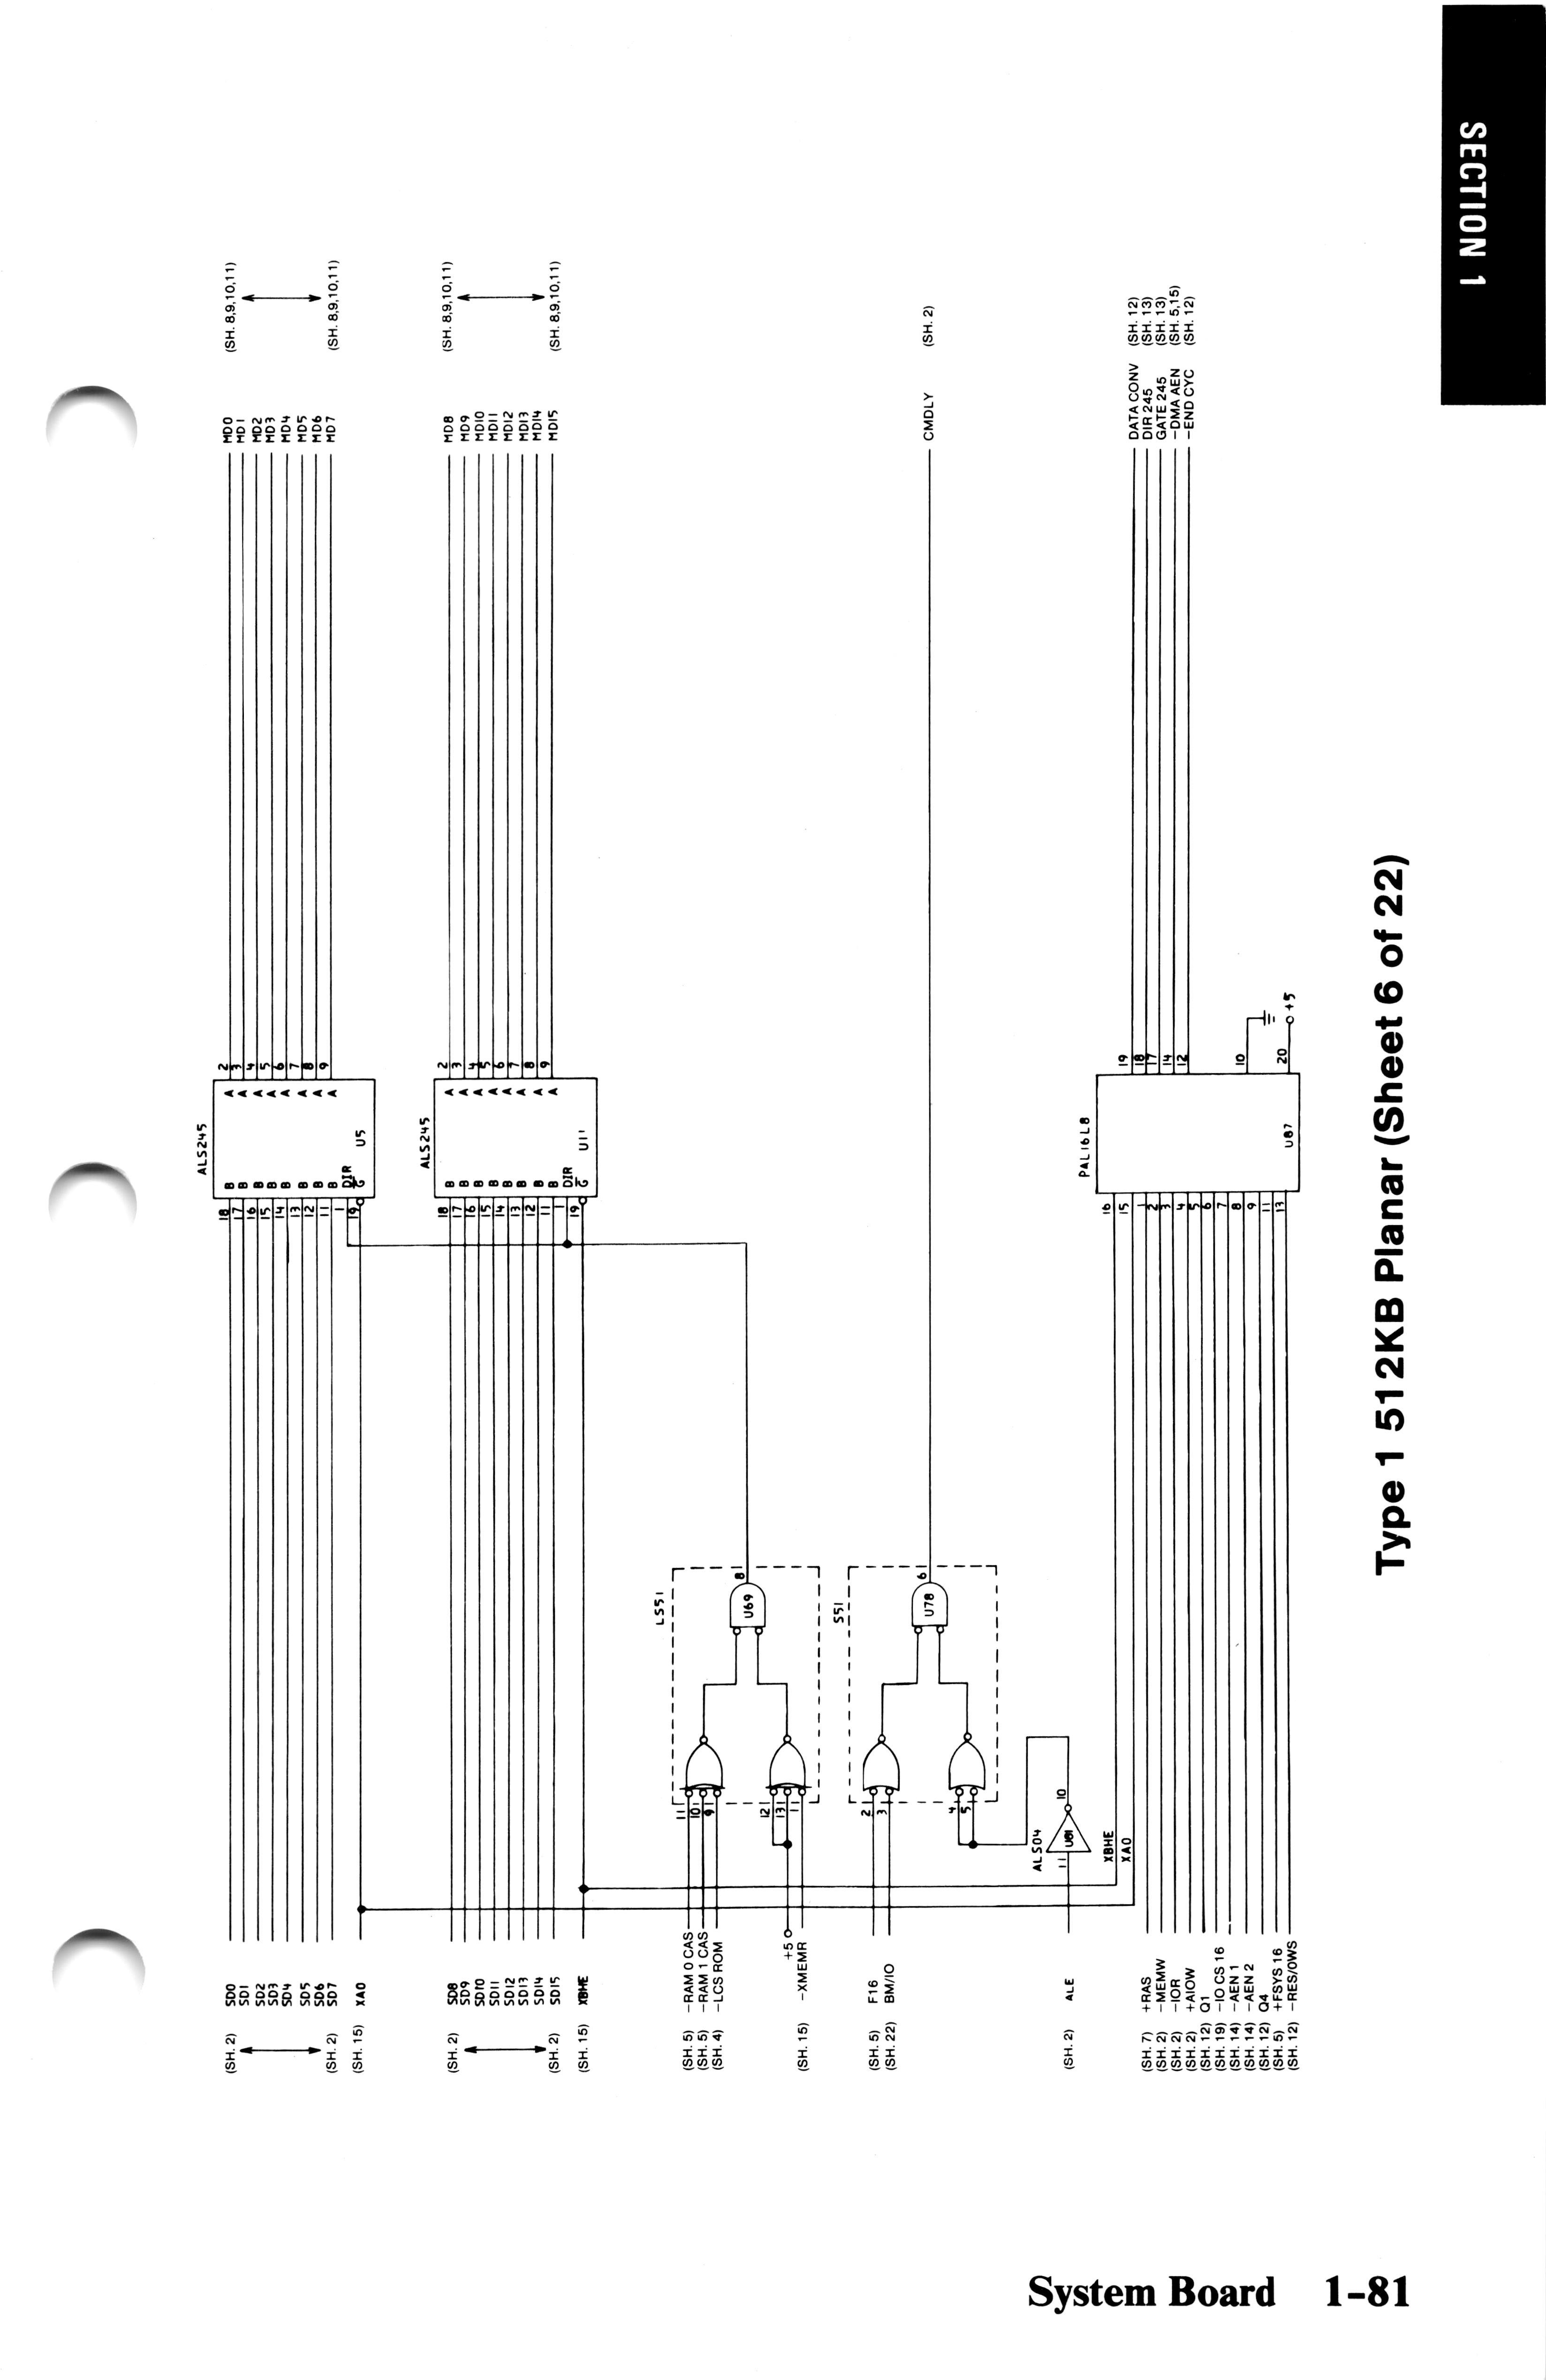 SECTION 1
(SH. 2)
SD0
18
B
ALS245
A
2
MD0
(SH. 8,9,10,11)
SD1
17
B
A
3
MD1
SD2
16
B
A
4
MD2
SD3
15
B
A
5
MD3
SD4
14
B
A
6
MD4
SD5
13
B
A
7
MD5
SD6
12
B
A
8
MD6
(SH. 2)
SD7
11
B
A
9
MD7
(SH. 8,9,10,11)
1
DIR
(SH. 15)
XA0
19
G
U5
(SH. 2)
SD8
18
B
ALS245
A
2
MD8
(SH. 8,9,10,11)
SD9
17
B
A
3
MD9
SD10
16
B
A
4
MD10
SD11
15
B
A
5
MD11
SD12
14
B
A
6
MD12
SD13
13
B
A
7
MD13
SD14
12
B
A
8
MD14
(SH. 2)
SD15
11
B
A
9
MD15
(SH. 8,9,10,11)
1
DIR
(SH. 15)
XBHE
19
G
U11
LS51
(SH. 5) -RAM 0 CAS
11
(SH. 5) -RAM 1 CAS
10
(SH. 4) -LCS ROM
9
U69
8
12
+5
13
(SH. 15) -XMEMR
1
S51
(SH. 5) F16
2
(SH. 22) BM/IO
3
U78
6
CMDLY
(SH. 2)
4
5
ALS04
(SH. 2)
ALE
11
U81
10
XBHE
16
XA0
15
PAL16L8
U87
(SH. 7) +RAS
1
(SH. 2) -MEMW
2
(SH. 2) -IOR
3
(SH. 2) +AIOW
4
(SH. 12) Q1
5
(SH. 19) -IO CS 16
6
(SH. 14) -AEN 1
7
(SH. 14) -AEN 2
8
(SH. 12) Q4
9
(SH. 5) +FSYS 16
11
(SH. 12) -RES/0WS
13
19
DATA CONV (SH. 12)
18
DIR 245 (SH. 13)
17
GATE 245 (SH. 13)
14
-DMA AEN (SH. 5,15)
12
-END CYC (SH. 12)
10
20
+5
Type 1 512KB Planar (Sheet 6 of 22)
System Board 1-81